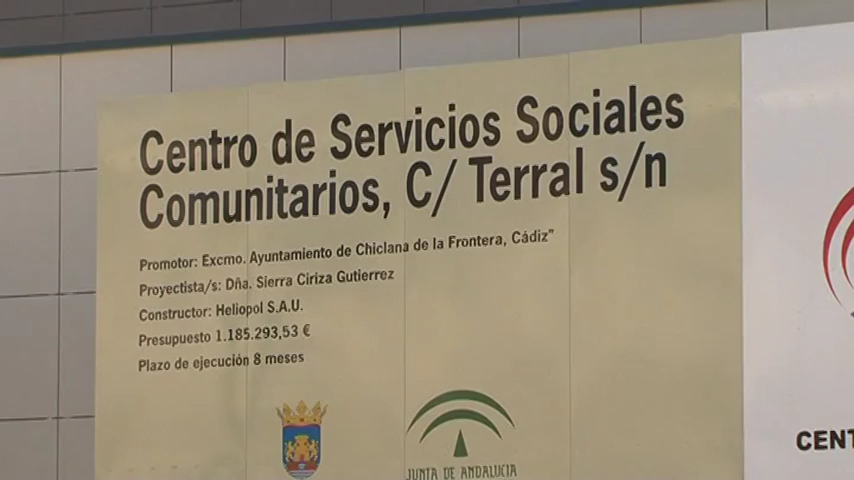 Centro de Servicios Sociales
Comunitarios, C/ Terral s/n
Promotor: Excmo. Ayuntamiento de Chiclana de la Frontera, Cádiz"
Proyectista/s: Dña. Sierra Ciriza Gutierrez
Constructor: Heliopol S.A.U.
Presupuesto 1.185.293,53 €
Plazo de ejecución 8 meses
JUNTA DE ANDALUCIA
CENT